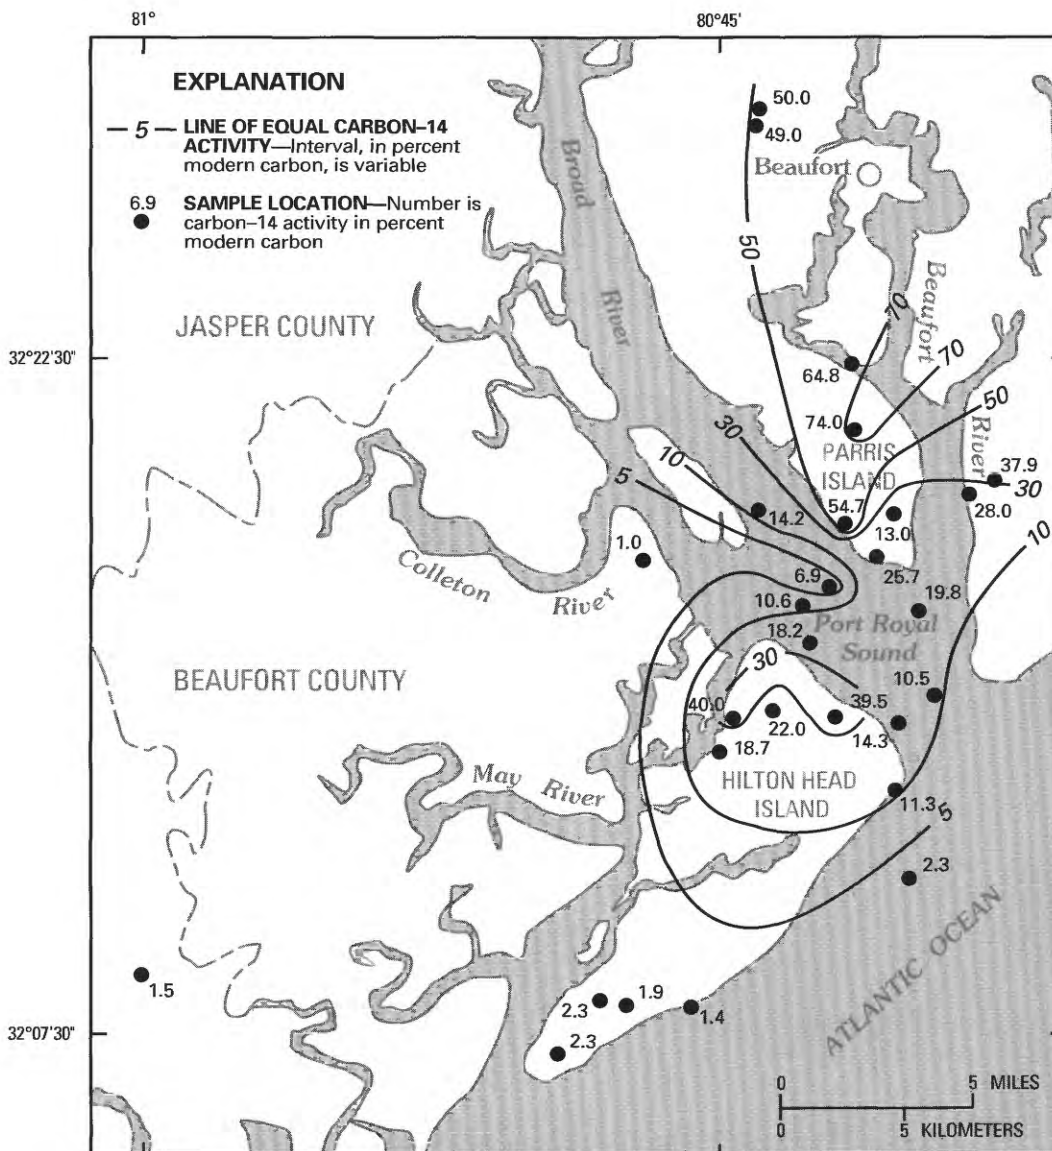 81°
80°45'
EXPLANATION
—5— LINE OF EQUAL CARBON–14
ACTIVITY—Interval, in percent
modern carbon, is variable
6.9 SAMPLE LOCATION—Number is
carbon–14 activity in percent
modern carbon
50.0
49.0
Beaufort
Broad
River
50
Beaufort
River
JASPER COUNTY
32°22'30"
64.8
70
70
50
74.0
PARRIS
ISLAND
30
10
5
37.9
30
28.0
54.7
13.0
14.2
25.7
10
1.0
Colleton
River
6.9
10.6
19.8
18.2
Port Royal
Sound
30
BEAUFORT COUNTY
10.5
40.0
39.5
22.0
14.3
18.7
May River
HILTON HEAD
ISLAND
11.3
5
2.3
ATLANTIC OCEAN
1.5
2.3
1.9
1.4
32°07'30"
2.3
0 5 MILES
0 5 KILOMETERS